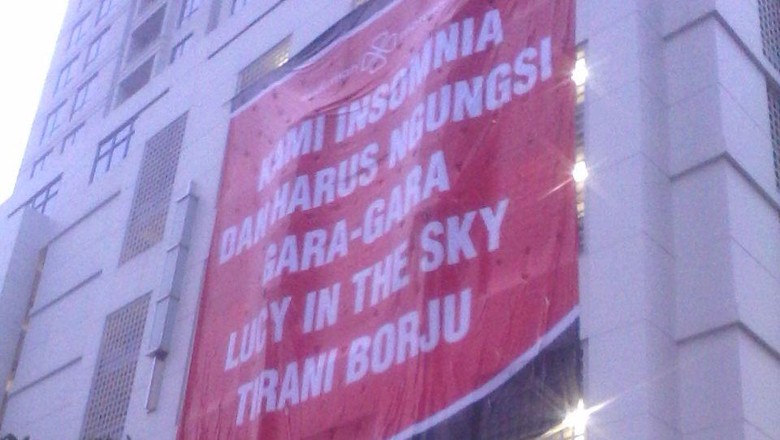 KAMI INSOMNIA
DAN HARUS NGUNGSI
GARA-GARA
LUCY IN THE SKY
TIRANI BORJU